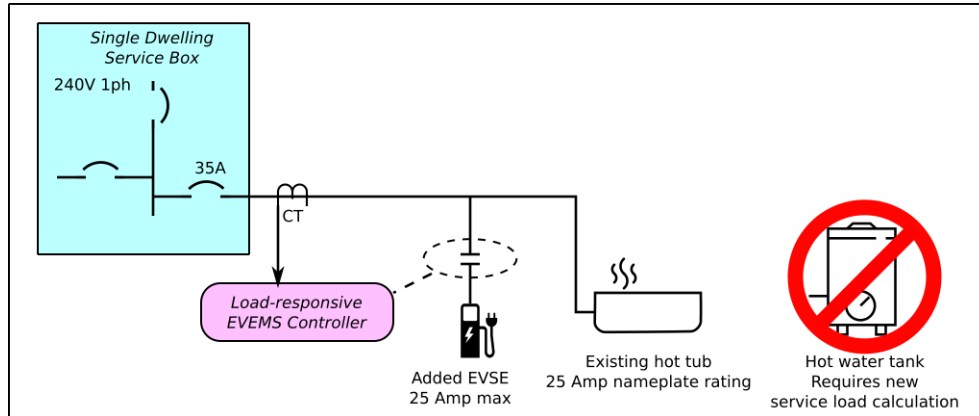 Single Dwelling
Service Box
240V 1ph
35A
CT
Load-responsive
EVEMS Controller
Added EVSE
25 Amp max
Existing hot tub
25 Amp nameplate rating
Hot water tank
Requires new
service load calculation